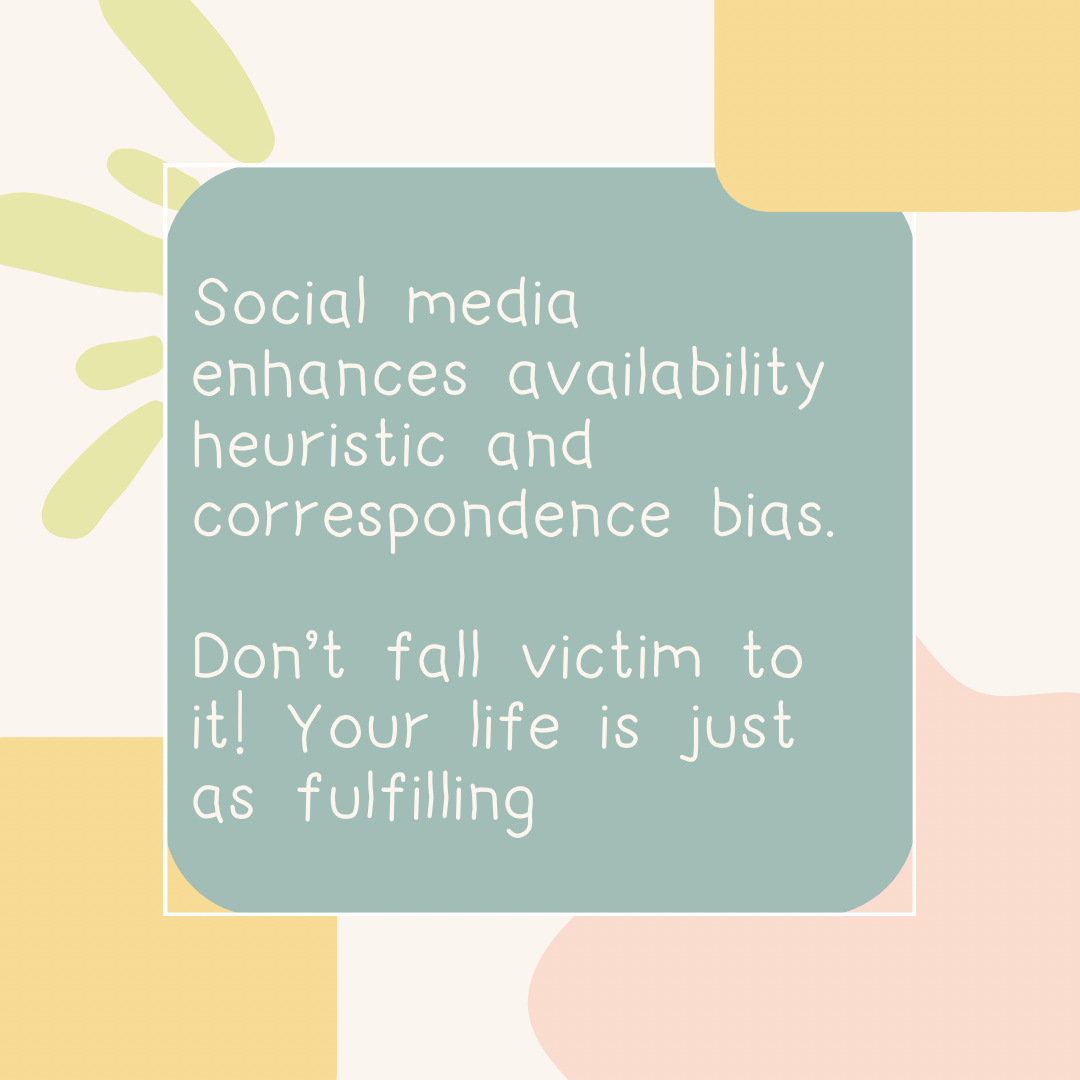 Social media
enhances availability
heuristic and
correspondence bias.
Don't fall victim to
it! Your life is just
as fulfilling